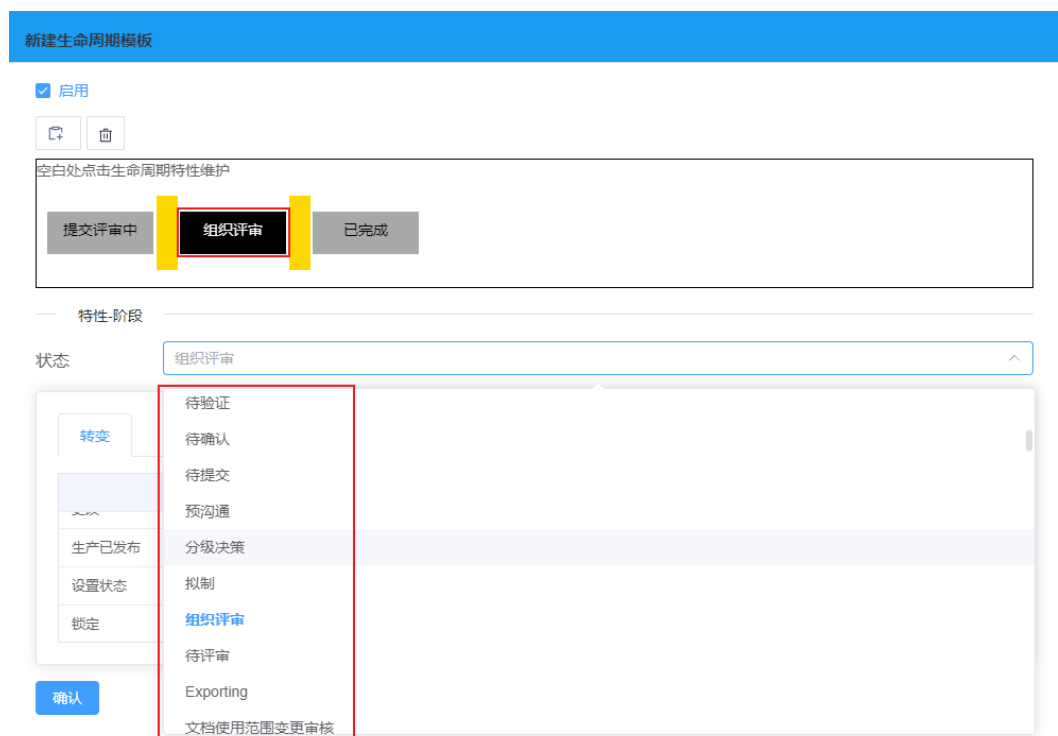 新建生命周期模板
启用
空白处点击生命周期特性维护
提交评审中 组织评审 已完成
特性-阶段
状态 组织评审
待验证
转变 待确认
待提交
预沟通
生产已发布 分级决策
设置状态 拟制
锁定 组织评审
待评审
确认 Exporting
文档使用范围变更审核